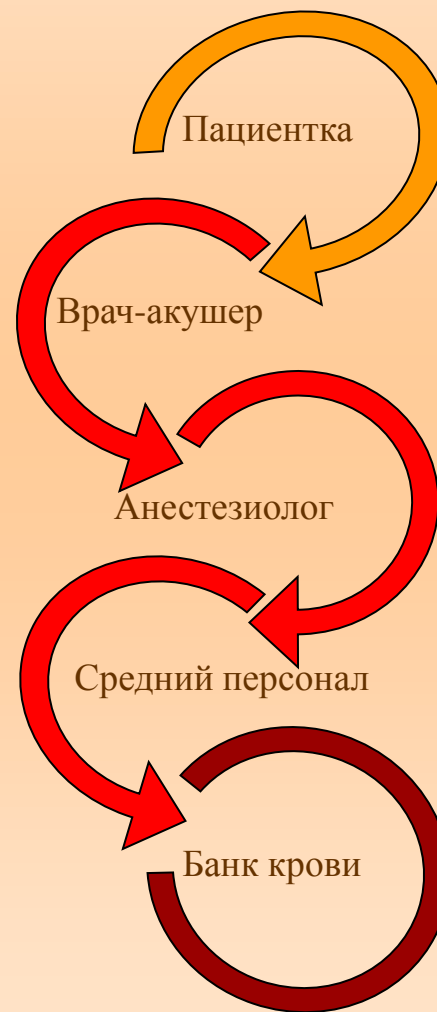 Пациентка
Врач-акушер
Анестезиолог
Средний персонал
Банк крови